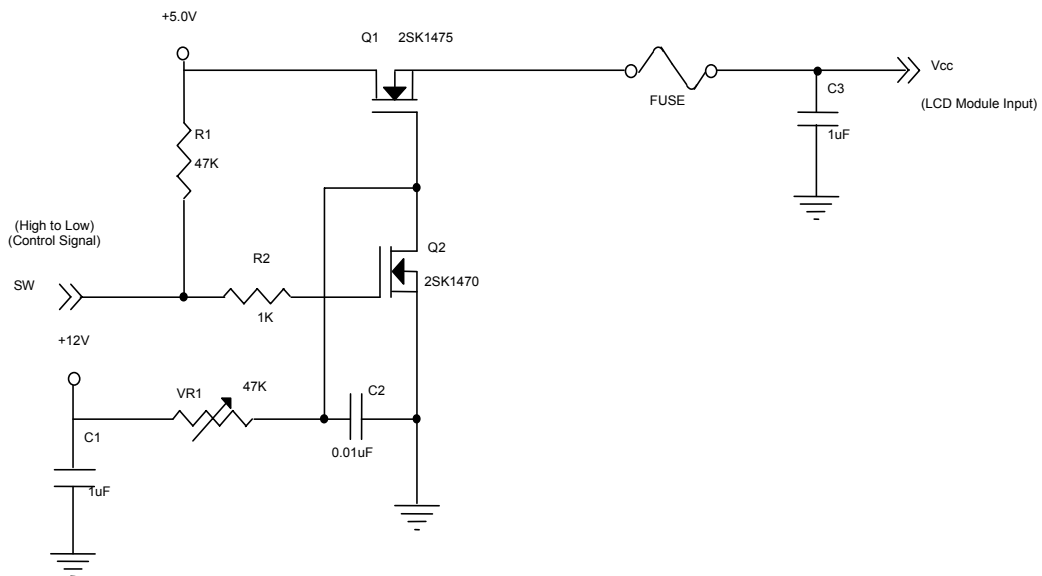 +5.0V
Q1 2SK1475
Vcc
FUSE
C3
(LCD Module Input)
R1
1uF
47K
(High to Low)
(Control Signal)
Q2
R2
SW
2SK1470
1K
+12V
VR1 47K
C2
C1
0.01uF
1uF